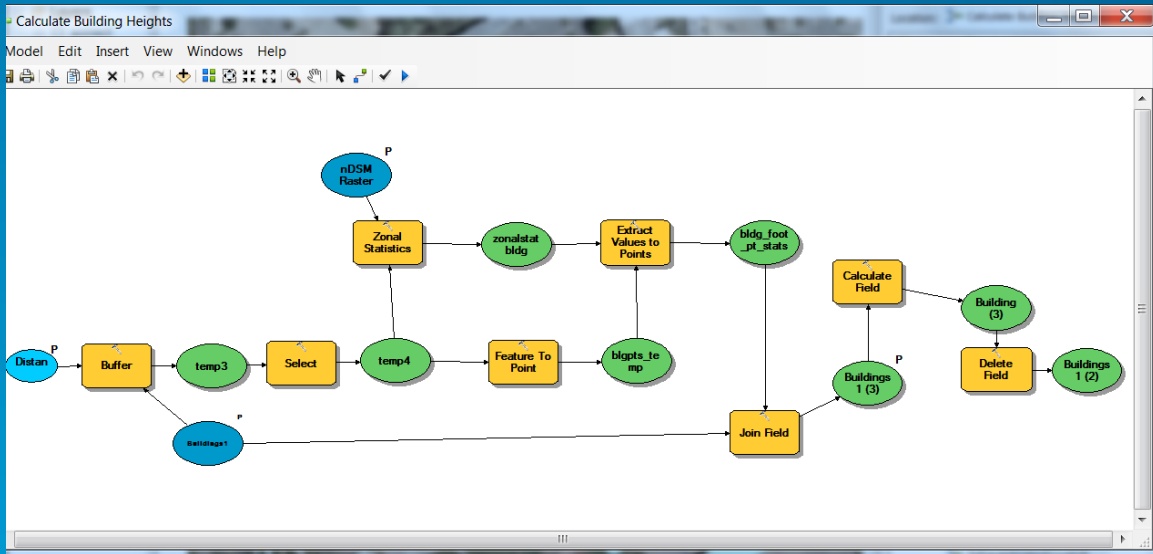 Calculate Building Heights
Model Edit Insert View Windows Help
P
nDSM
Raster
Zonal
Statistics
zonalstat
bldg
Extract
Values to
Points
bldg_foot
_pt_stats
Calculate
Field
Building
(3)
P
Distan
Buffer
temp3
Select
temp4
Feature To
Point
blgpts_te
mp
P
Buildings
1 (3)
Delete
Field
Buildings
1 (2)
P
Buildings1
Join Field